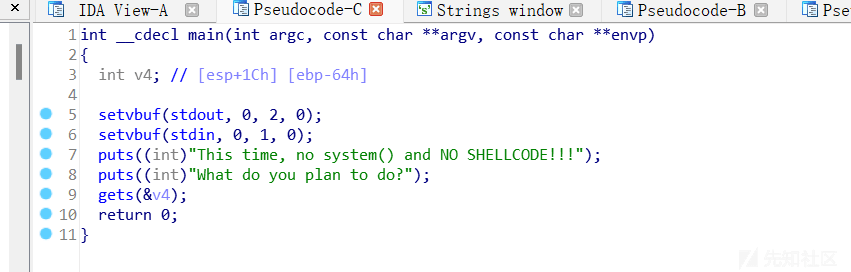 IDA View-A Pseudocode-C Strings window Pseudocode-B Pse
1 int __cdecl main(int argc, const char **argv, const char **envp)
2 {
3 int v4; // [esp+1Ch] [ebp-64h]
4
5 setvbuf(stdout, 0, 2, 0);
6 setvbuf(stdin, 0, 1, 0);
7 puts((int)"This time, no system() and NO SHELLCODE!!!");
8 puts((int)"What do you plan to do?");
9 gets(&v4);
10 return 0;
11 }
先知社区